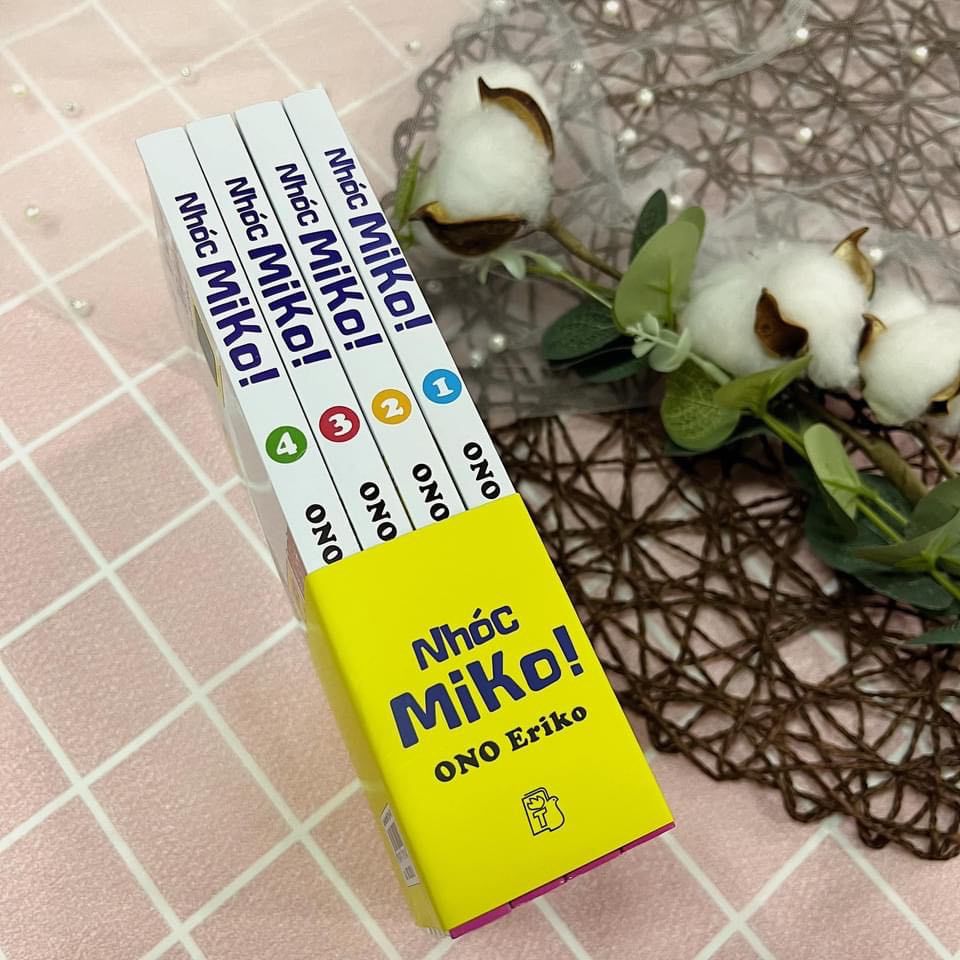 Nhóc MiKo! 4 ONO
Nhóc MiKo! 3 ONO
Nhóc MiKo! 2 ONO
Nhóc MiKo! 1 ONO
Nhóc
MiKo!
ONO Eriko
T